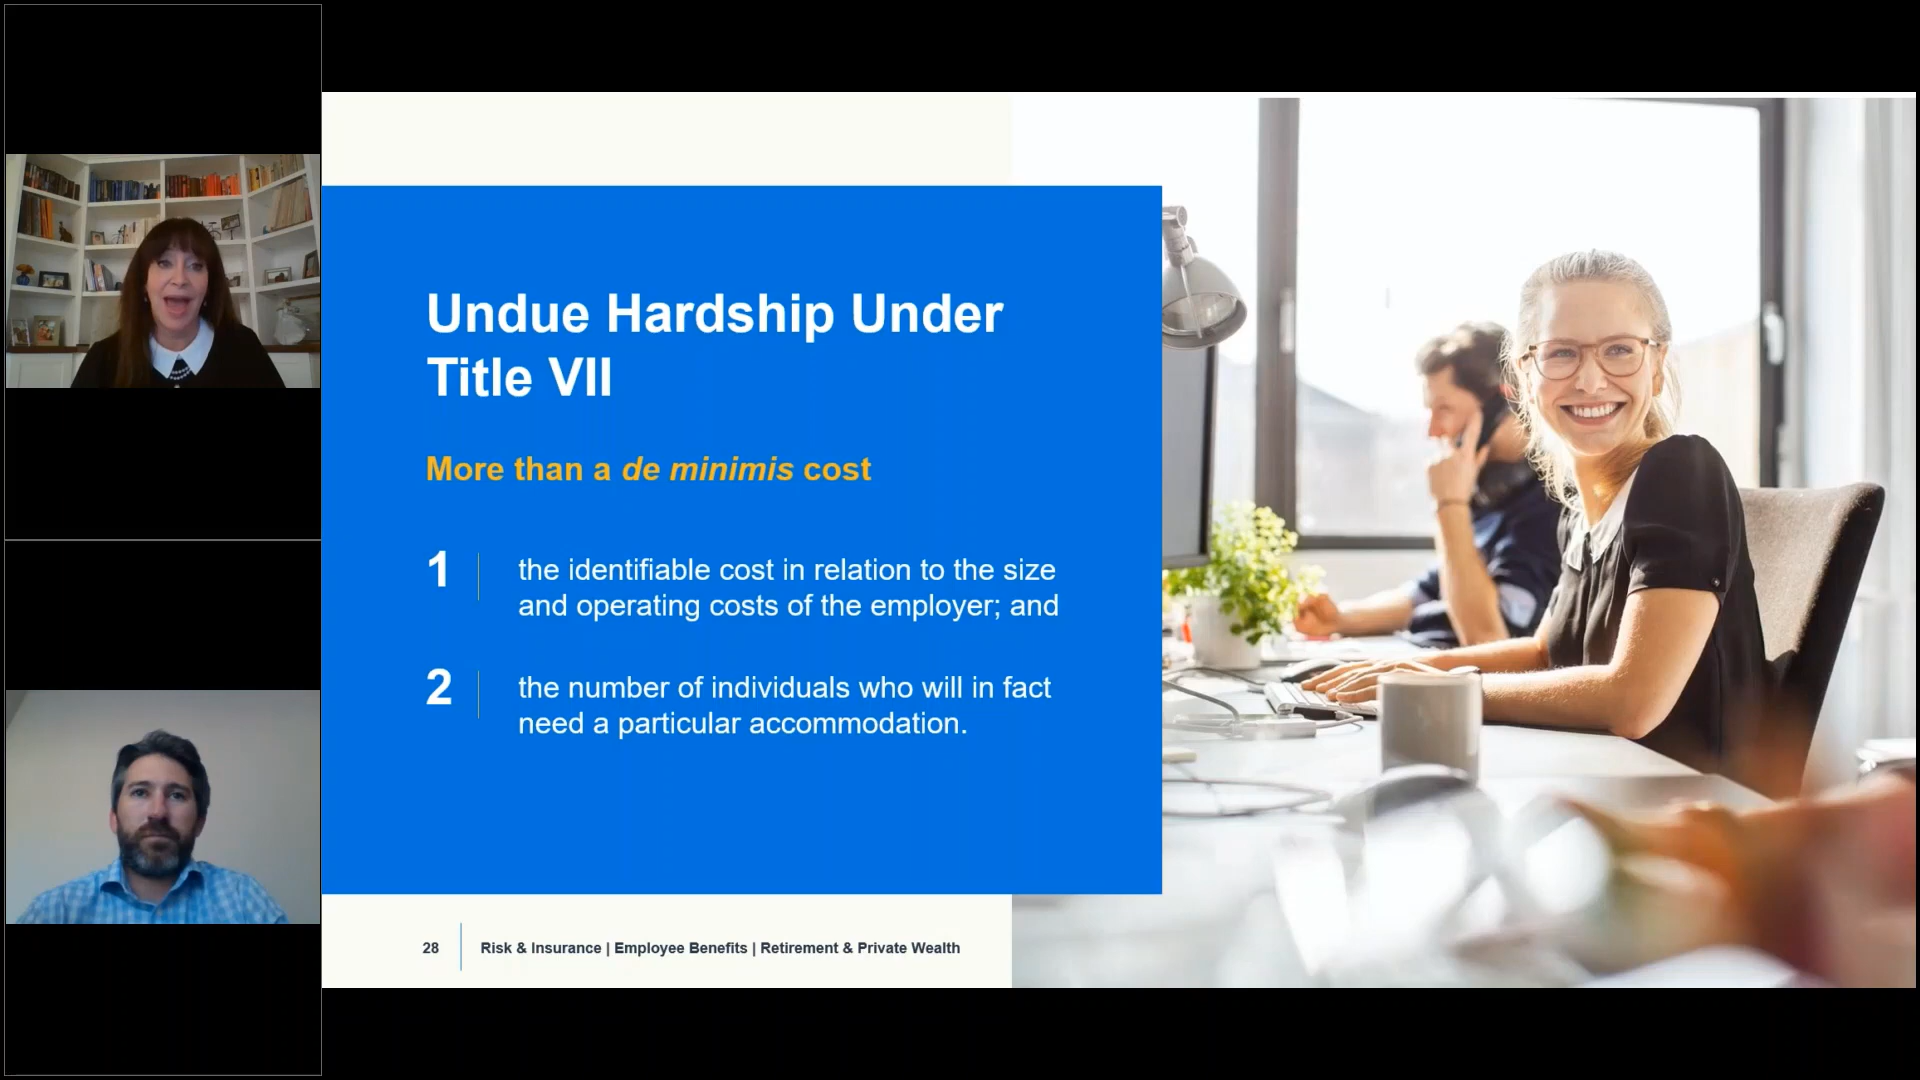 Undue Hardship Under
Title VII
More than a de minimis cost
1
the identifiable cost in relation to the size
and operating costs of the employer; and
2
the number of individuals who will in fact
need a particular accommodation.
28
Risk & Insurance | Employee Benefits | Retirement & Private Wealth